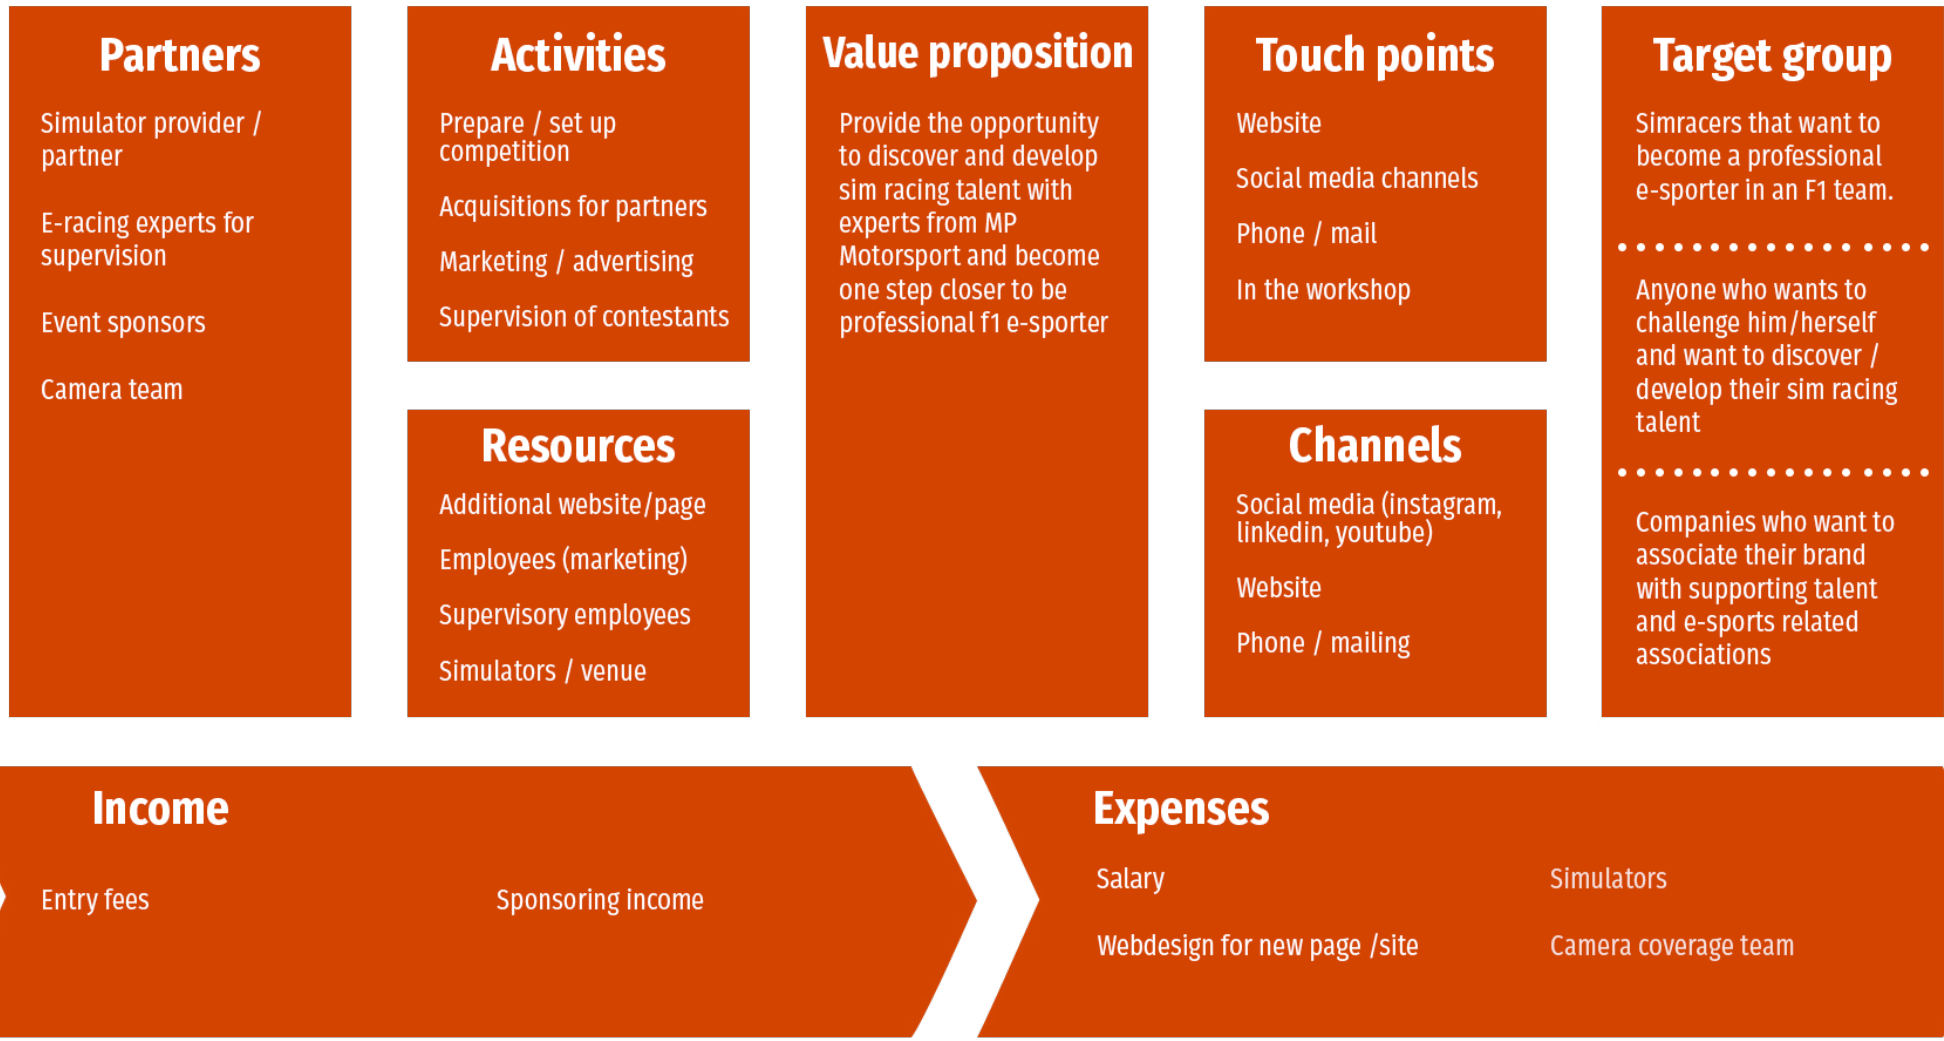 Partners
Simulator provider /
partner
E-racing experts for
supervision
Event sponsors
Camera team
Activities
Prepare / set up
competition
Acquisitions for partners
Marketing / advertising
Supervision of contestants
Resources
Additional website/page
Employees (marketing)
Supervisory employees
Simulators / venue
Value proposition
Provide the opportunity
to discover and develop
sim racing talent with
experts from MP
Motorsport and become
one step closer to be
professional f1 e-sporter
Touch points
Website
Social media channels
Phone / mail
In the workshop
Channels
Social media (instagram,
linkedin, youtube)
Website
Phone / mailing
Target group
Simracers that want to
become a professional
e-sporter in an F1 team.
Anyone who wants to
challenge him/herself
and want to discover /
develop their sim racing
talent
Companies who want to
associate their brand
with supporting talent
and e-sports related
associations
Income
Entry fees
Sponsoring income
Expenses
Salary
Webdesign for new page /site
Simulators
Camera coverage team